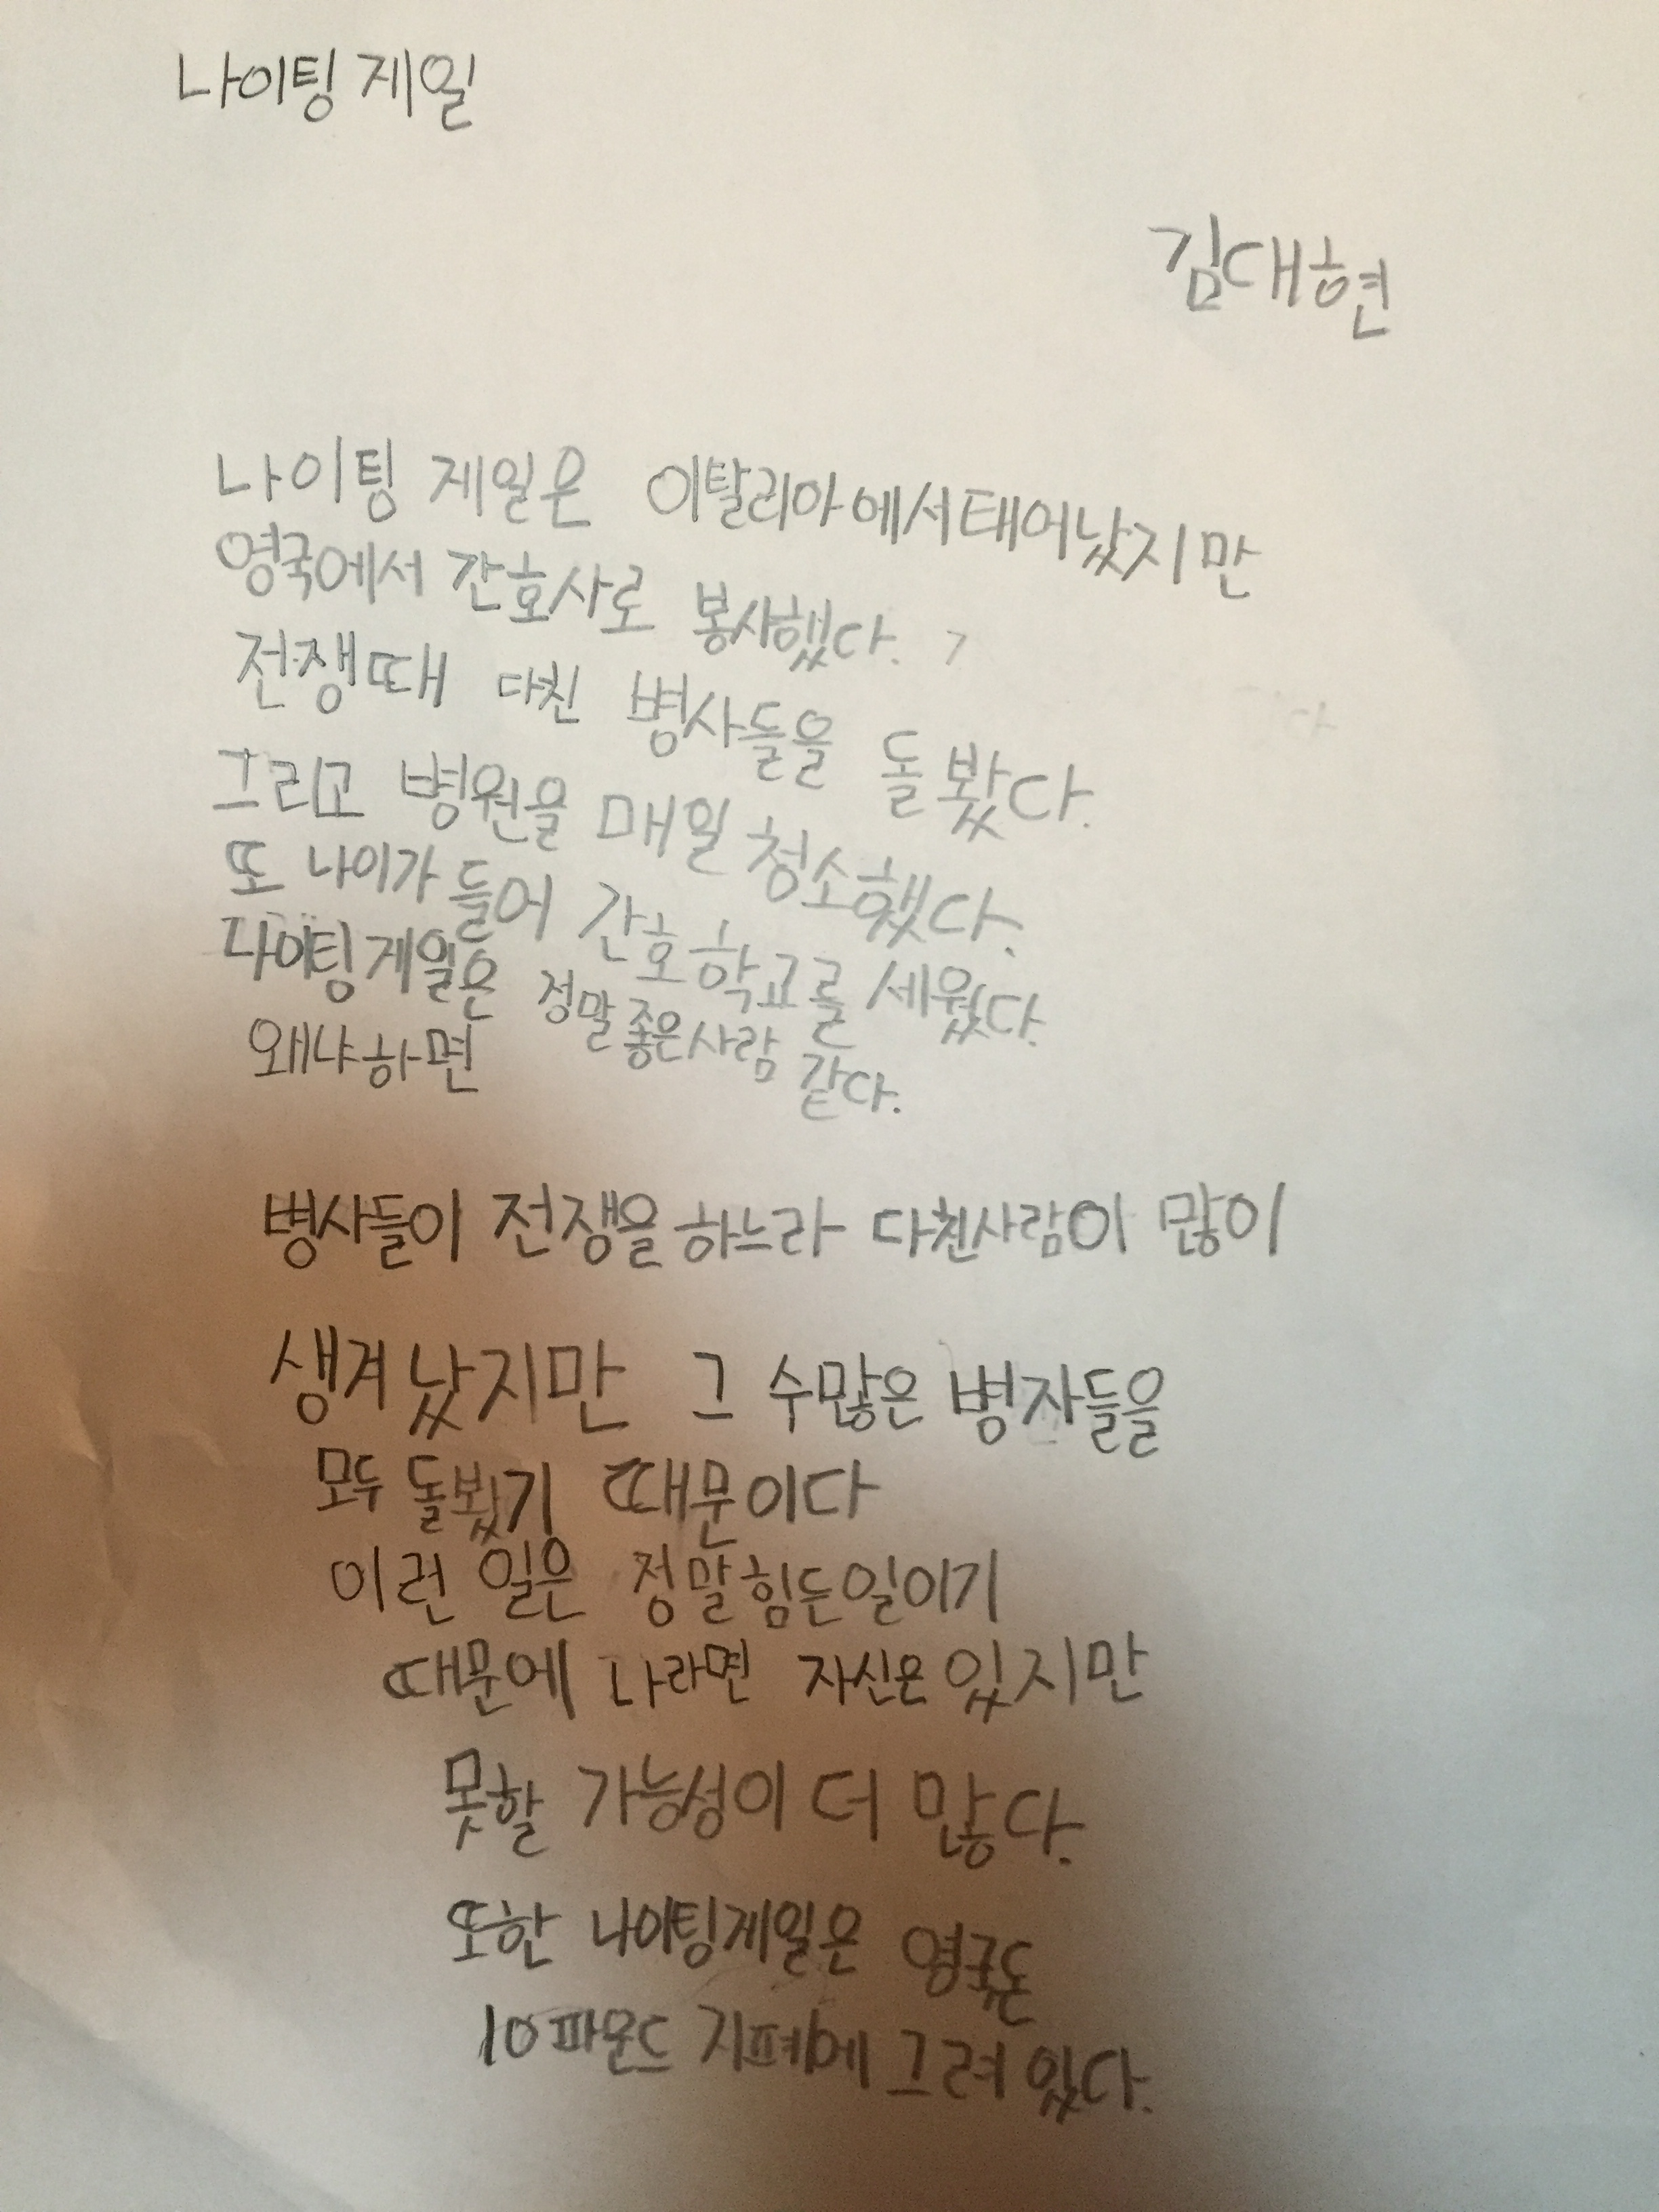 나이팅 게일
김대현
나이팅 게일은 이탈리아에서태어났지만
영국에서 간호사로 봉사했다.
전쟁때 다친 병사들을 돌봤다.
그리고 병원을 매일 청소했다.
또 나이가 들어 간호학교를 세웠다.
나이팅게일은 정말좋은사람 같다.
왜냐하면
병사들이 전쟁을 하느라 다친사람이 많이
생겨났지만 그 수많은 병자들을
모두 돌봤기 때문이다
이런 일은 정말힘든일이기
때문에 나라면 자신은 있지만
못할 가능성이 더 많다.
또한 나이팅게일은 영국돈
10파운드 지폐에 그려 있다.